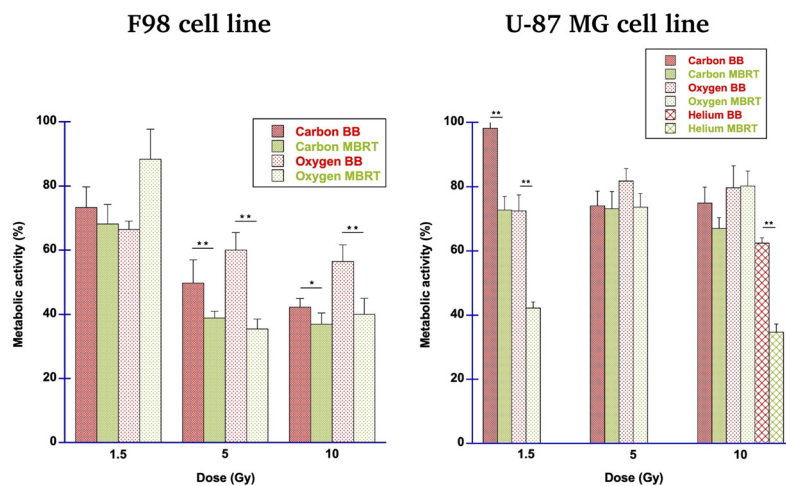 F98 cell line
U-87 MG cell line
Carbon BB
Carbon MBRT
Oxygen BB
Oxygen MBRT
100
80
60
40
20
0
Metabolic activity (%)
**
**
*
**
1.5
5
10
Dose (Gy)
Carbon BB
Carbon MBRT
Oxygen BB
Oxygen MBRT
Helium BB
Helium MBRT
100
80
60
40
20
0
Metabolic activity (%)
**
**
**
1.5
5
10
Dose (Gy)